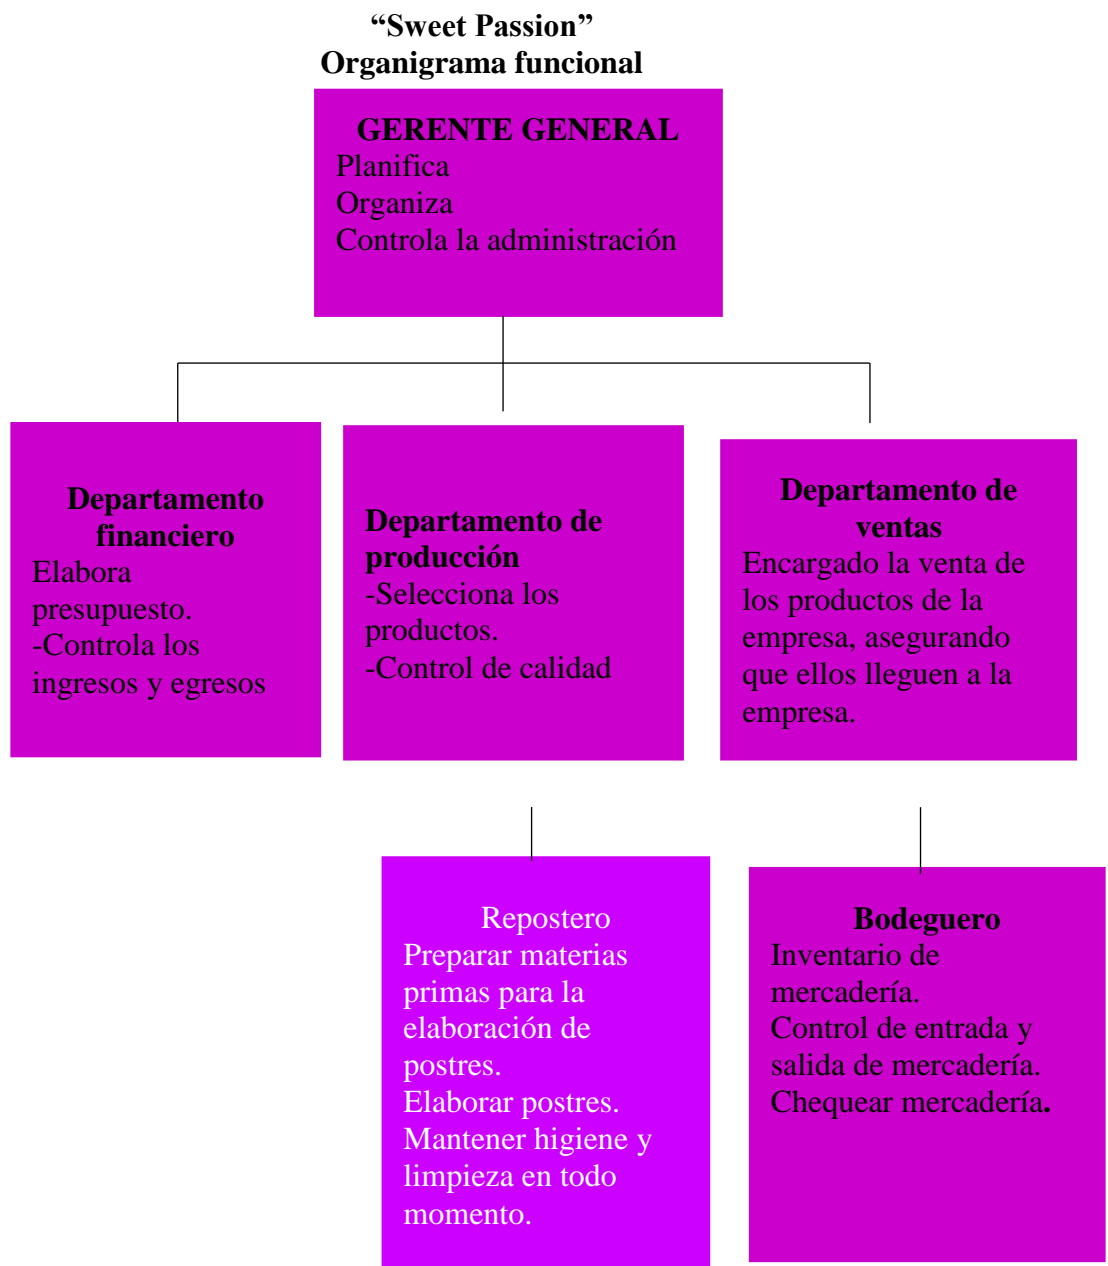 “Sweet Passion”
Organigrama funcional
GERENTE GENERAL
Planifica
Organiza
Controla la administración
Departamento
financiero
Elabora
presupuesto.
-Controla los
ingresos y egresos
Departamento de
producción
-Selecciona los
productos.
-Control de calidad
Departamento de
ventas
Encargado la venta de
los productos de la
empresa, asegurando
que ellos lleguen a la
empresa.
Repostero
Preparar materias
primas para la
elaboración de
postres.
Elaborar postres.
Mantener higiene y
limpieza en todo
momento.
Bodeguero
Inventario de
mercadería.
Control de entrada y
salida de mercadería.
Chequear mercadería.